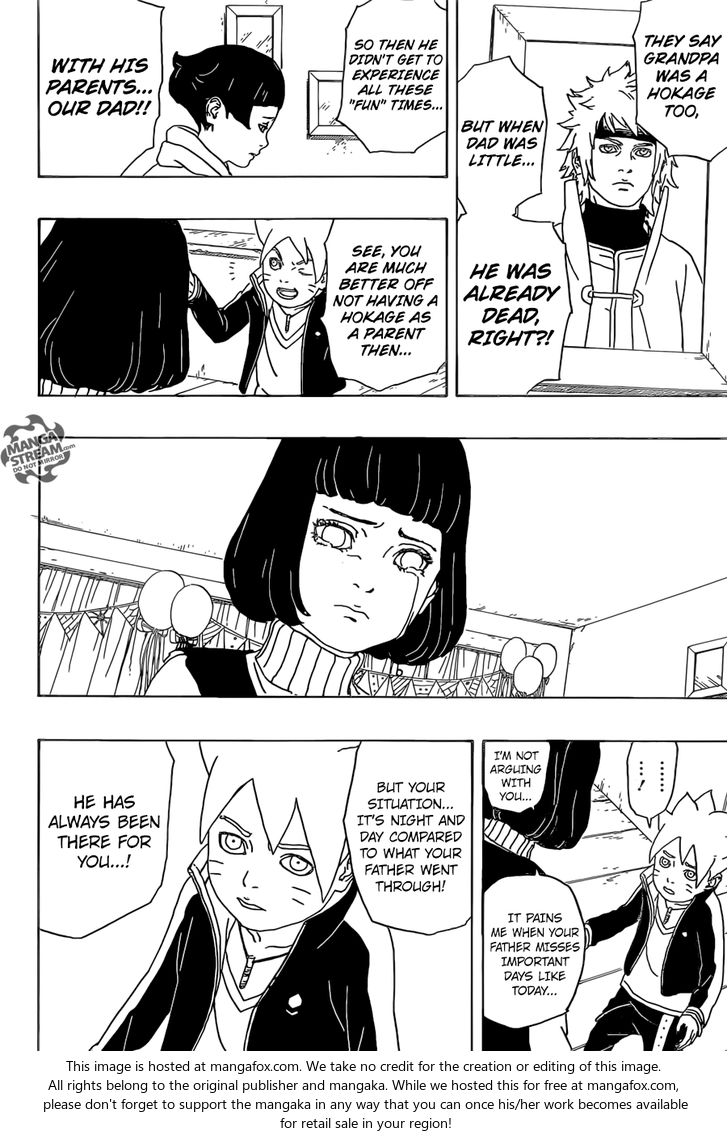 THEY SAY
GRANDPA
WAS A
HOKAGE
TOO,
BUT WHEN
DAD WAS
LITTLE...
HE WAS
ALREADY
DEAD,
RIGHT?!
SO THEN HE
DIDN'T GET TO
EXPERIENCE
ALL THESE
"FUN" TIMES...
WITH HIS
PARENTS...
OUR DAD!!
SEE, YOU
ARE MUCH
BETTER OFF
NOT HAVING A
HOKAGE AS
A PARENT
THEN...
MANGA
STREAM.com
DO NOT MIRROR
......
I'M NOT
ARGUING
WITH
YOU...
IT PAINS
ME WHEN YOUR
FATHER MISSES
IMPORTANT
DAYS LIKE
TODAY...
BUT YOUR
SITUATION...
IT'S NIGHT AND
DAY COMPARED
TO WHAT YOUR
FATHER WENT
THROUGH!
HE HAS
ALWAYS BEEN
THERE FOR
YOU...!
This image is hosted at mangafox.com. We take no credit for the creation or editing of this image.
All rights belong to the original publisher and mangaka. While we hosted this for free at mangafox.com,
please don't forget to support the mangaka in any way that you can once his/her work becomes available
for retail sale in your region!